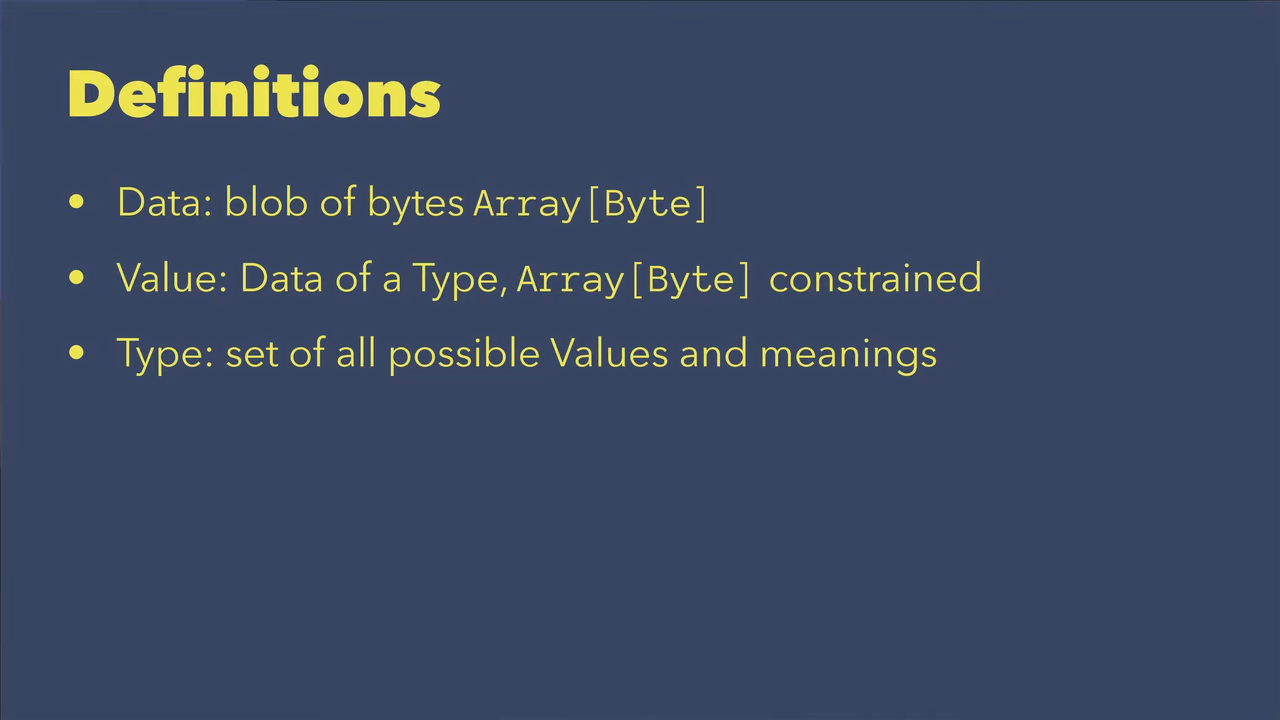 Definitions
• Data: blob of bytes Array[Byte]
• Value: Data of a Type, Array[Byte] constrained
• Type: set of all possible Values and meanings